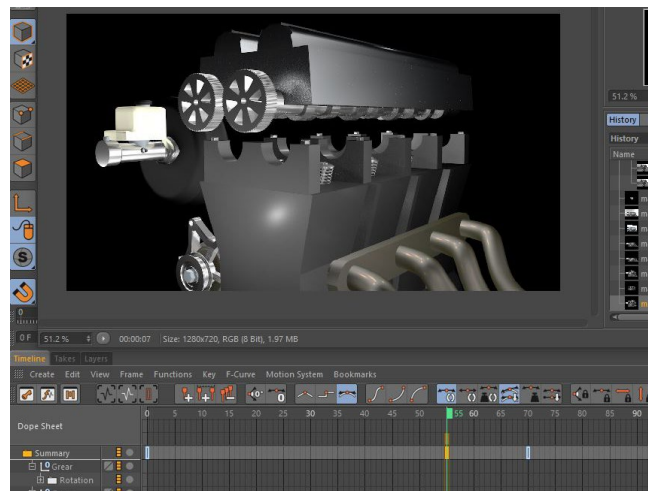 51.2 %
History
History
Name
0
0 F 51.2 % 00:00:07 Size: 1280x720, RGB (8 Bit), 1.97 MB
Timeline Takes Layers
Create Edit View Frame Functions Key F-Curve Motion System Bookmarks
0 5 10 15 20 25 30 35 40 45 50 55 60 65 70 75 80 85 90
Dope Sheet
Summary
Grear
Rotation